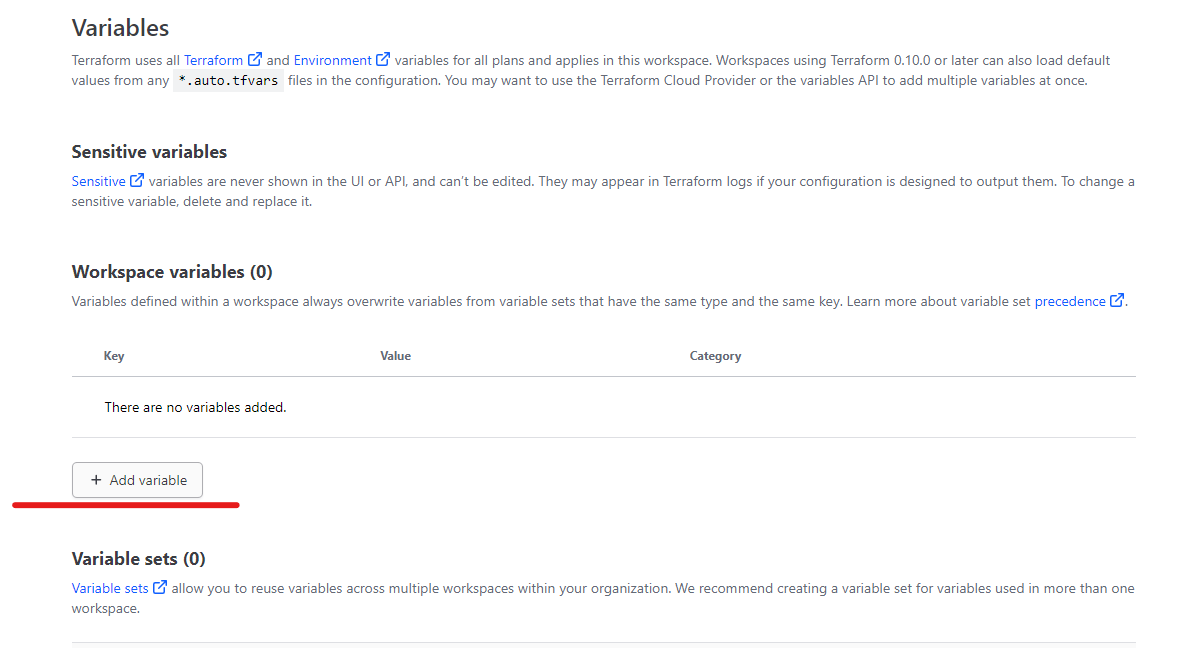 Variables
Terraform uses all Terraform and Environment variables for all plans and applies in this workspace. Workspaces using Terraform 0.10.0 or later can also load default
values from any *.auto.tfvars files in the configuration. You may want to use the Terraform Cloud Provider or the variables API to add multiple variables at once.
Sensitive variables
Sensitive variables are never shown in the UI or API, and can't be edited. They may appear in Terraform logs if your configuration is designed to output them. To change a
sensitive variable, delete and replace it.
Workspace variables (0)
Variables defined within a workspace always overwrite variables from variable sets that have the same type and the same key. Learn more about variable set precedence.
Key Value Category
There are no variables added.
+ Add variable
Variable sets (0)
Variable sets allow you to reuse variables across multiple workspaces within your organization. We recommend creating a variable set for variables used in more than one
workspace.